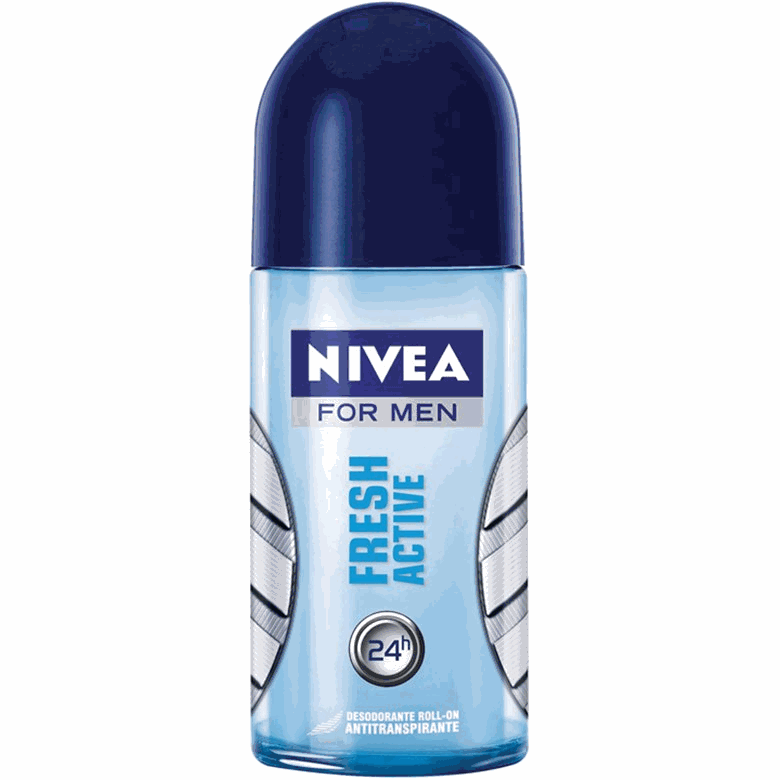 NIVEA
FOR MEN
FRESH
ACTIVE
24h
DESODORANTE ROLL-ON
ANTITRANSPIRANTE